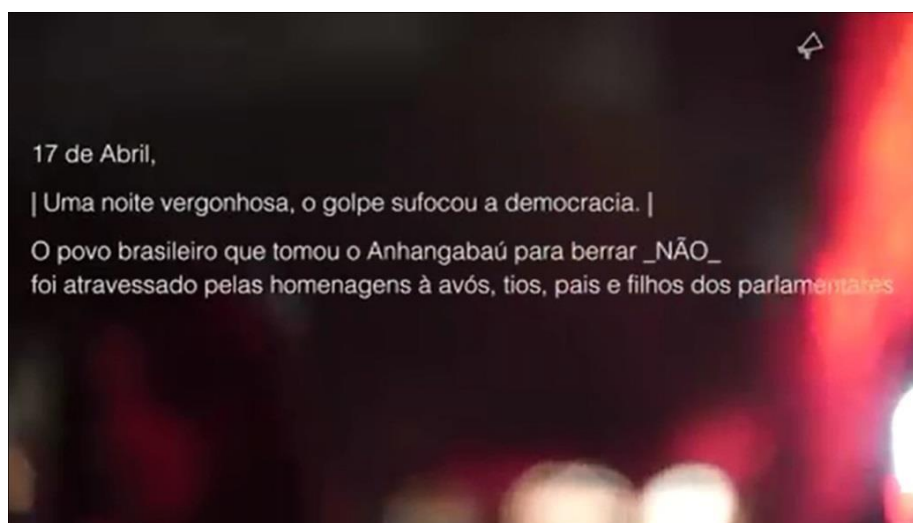 17 de Abril,
| Uma noite vergonhosa, o golpe sufocou a democracia. |
O povo brasileiro que tomou o Anhangabaú para berrar _NÃO_
foi atravessado pelas homenagens à avós, tios, pais e filhos dos parlamentares